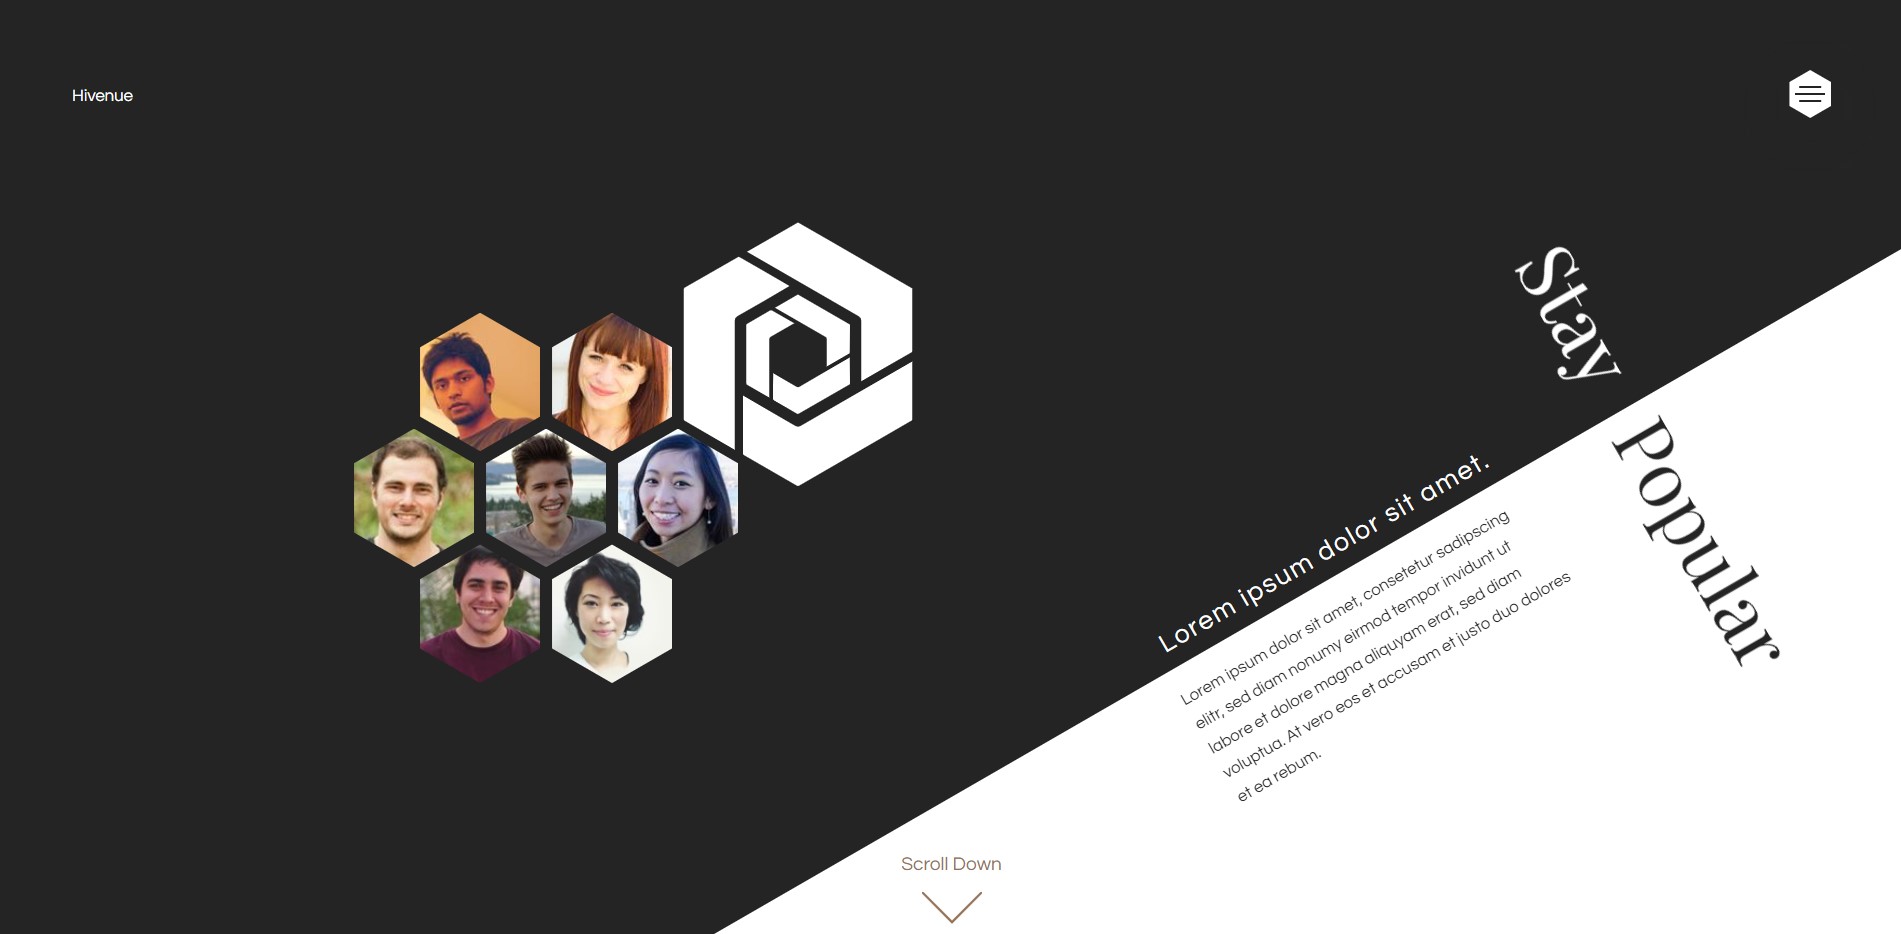 Hivenue
Stay
Popular
Lorem ipsum dolor sit amet.
Lorem ipsum dolor sit amet, consetetur sadipscing
elitr, sed diam nonumy eirmod tempor invidunt ut
labore et dolore magna aliquyam erat, sed diam
voluptua. At vero eos et accusam et justo duo dolores
et ea rebum.
Scroll Down